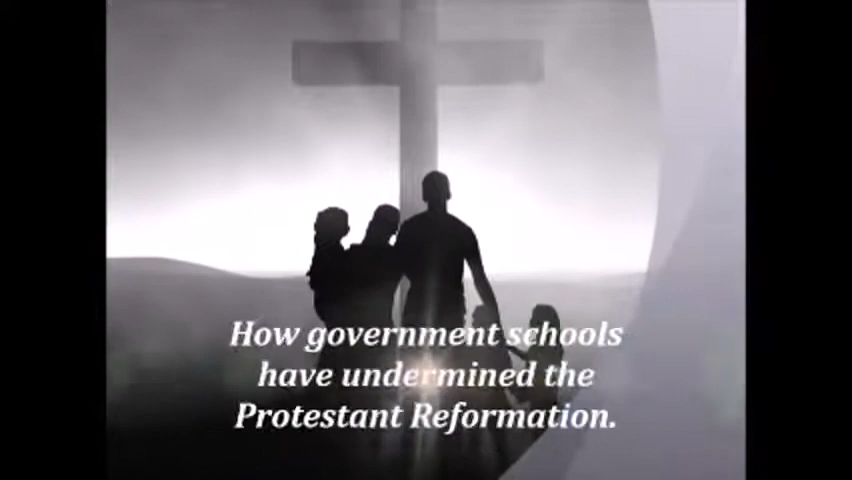 How government schools
have undermined the
Protestant Reformation.